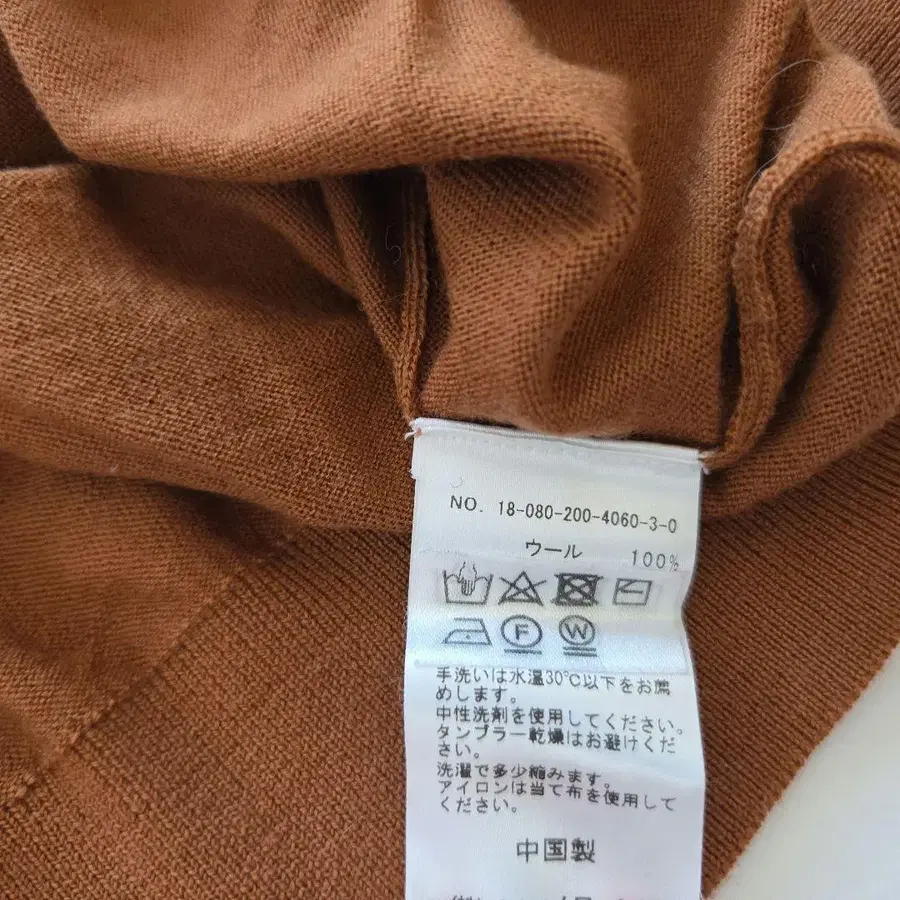 NO. 18-080-200-4060-3-0
ウール 100%
F W
手洗いは水温30℃以下をお薦
めします。
中性洗剤を使用してください。
タンブラー乾燥はお避けくだ
さい。
洗濯で多少縮みます。
アイロンは当て布を使用して
ください。
中国製